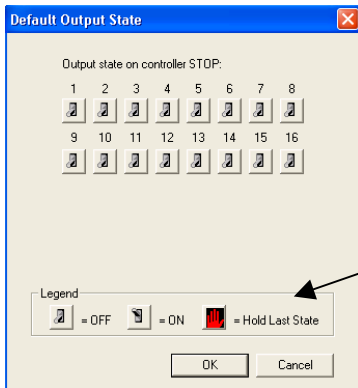 Default Output State
Output state on controller STOP:
1 2 3 4 5 6 7 8
9 10 11 12 13 14 15 16
Legend
= OFF = ON = Hold Last State
OK Cancel